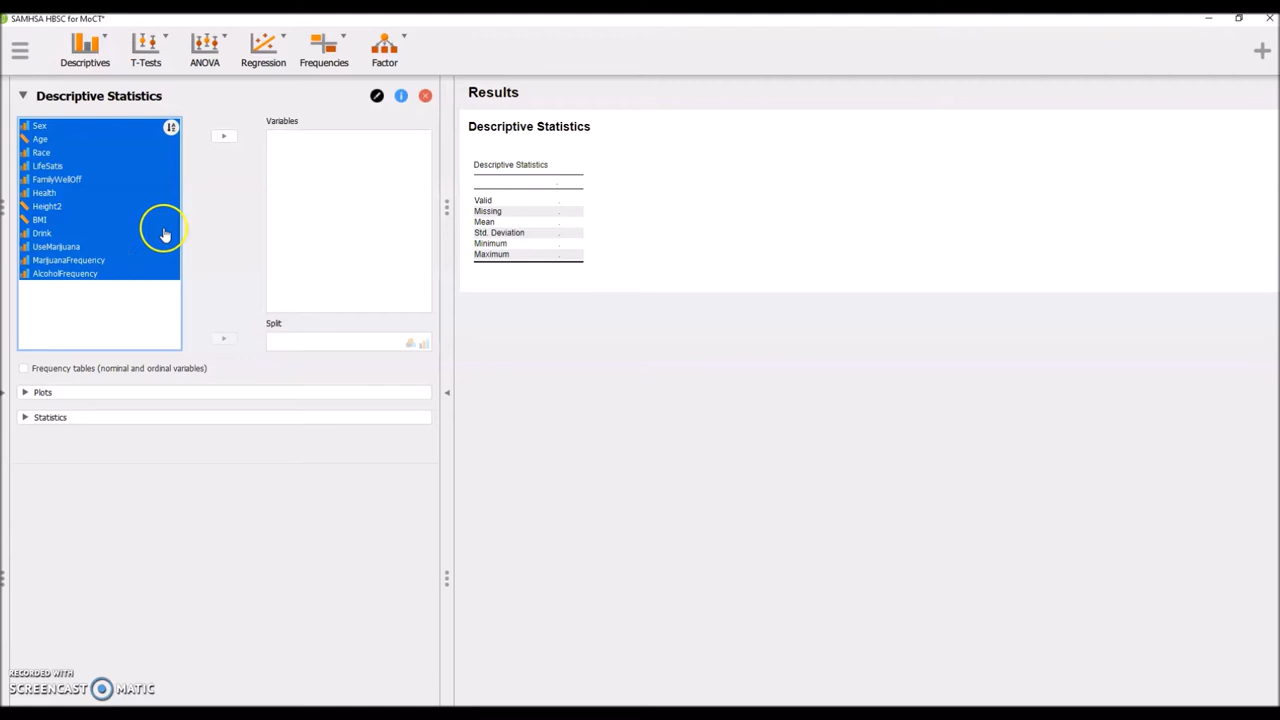 SAMHSA HBSC for MoCT*
Descriptives
T-Tests
ANOVA
Regression
Frequencies
Factor
Descriptive Statistics
Sex
Age
Race
LifeSatis
FamilyWellOff
Health
Height2
BMI
Drink
UseMarijuana
MarijuanaFrequency
AlcoholFrequency
Variables
Split
Frequency tables (nominal and ordinal variables)
Plots
Statistics
Results
Descriptive Statistics
Descriptive Statistics
.
Valid .
Missing .
Mean .
Std. Deviation .
Minimum .
Maximum .
RECORDED WITH
SCREENCAST MATIC